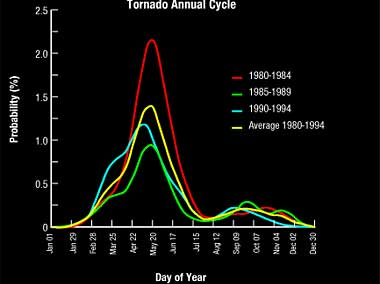 Tornado Annual Cycle
2.5
2.0
1.5
1.0
0.5
0
Probability (%)
1980-1984
1985-1989
1990-1994
Average 1980-1994
Jan 01
Jan 29
Feb 28
Mar 25
Apr 22
May 20
Jun 17
Jul 15
Aug 12
Sep 09
Oct 07
Nov 04
Dec 02
Dec 30
Day of Year